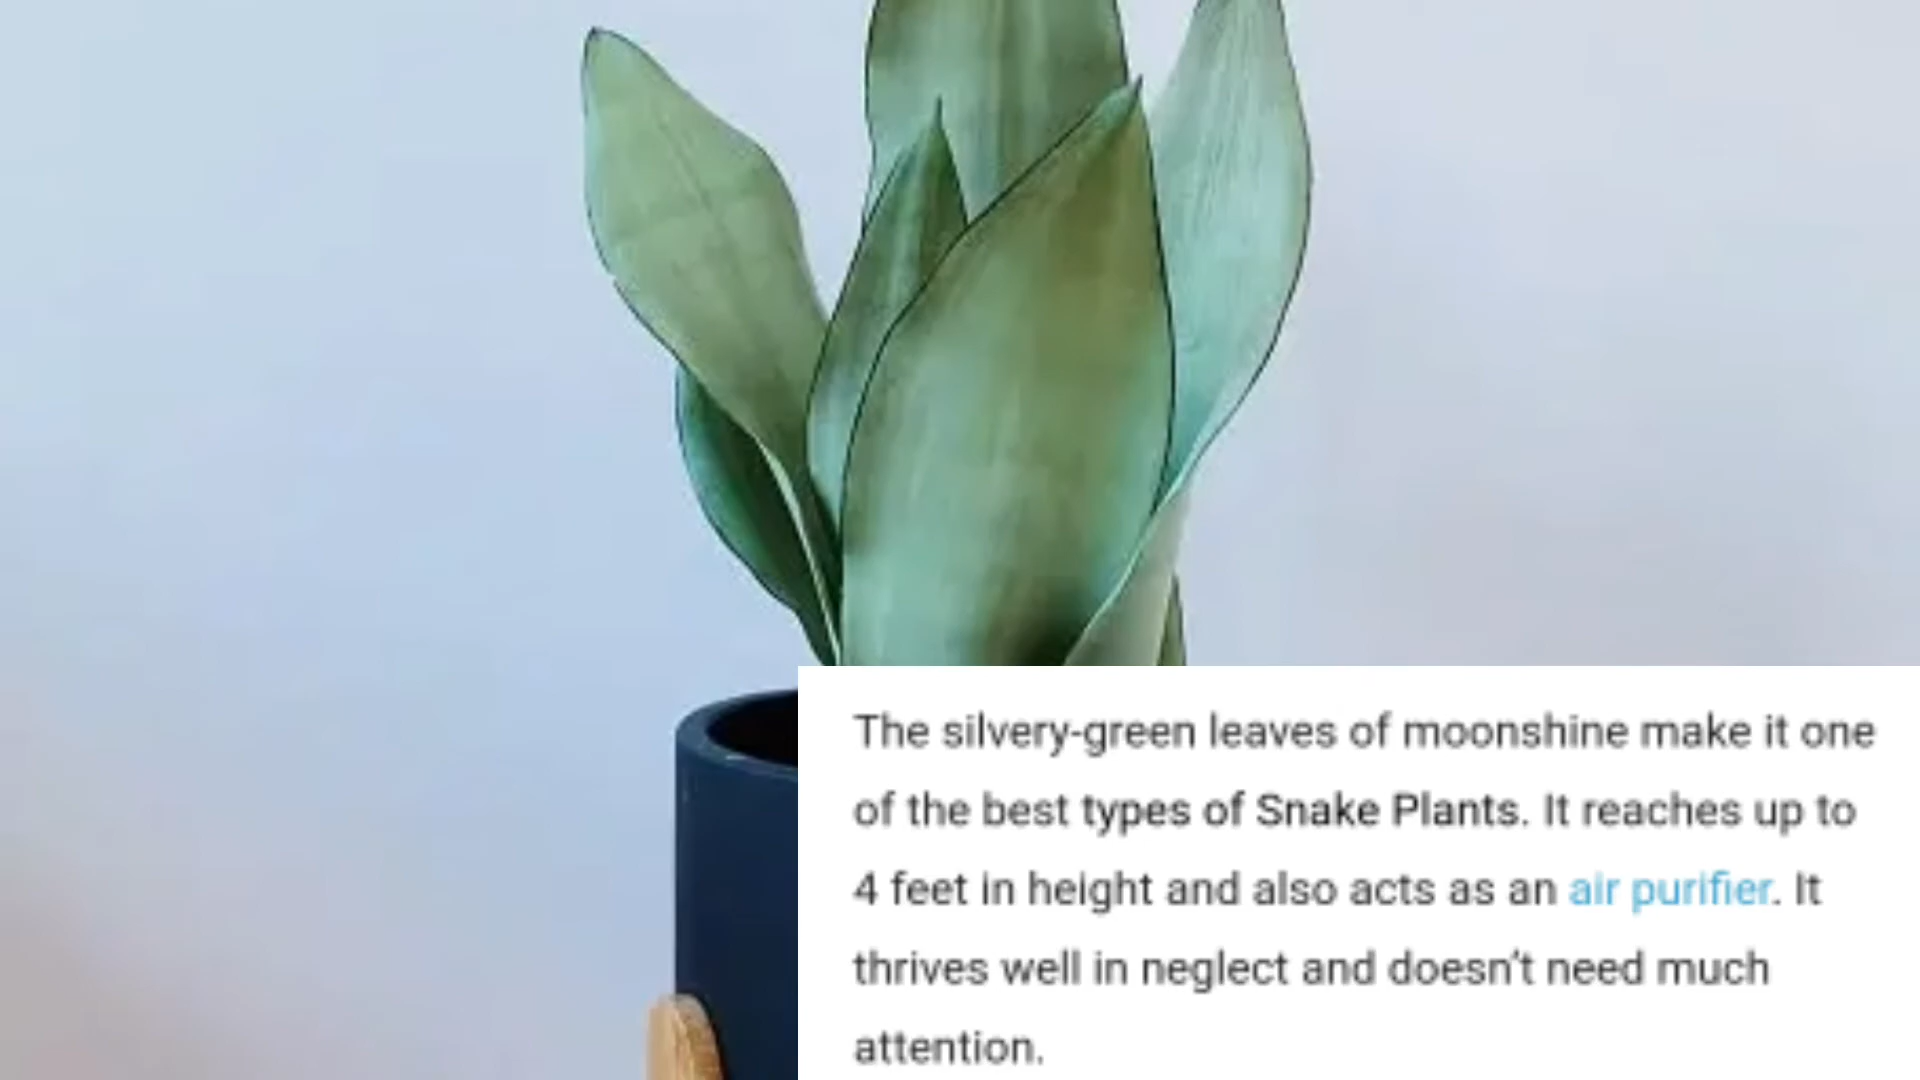 The silvery-green leaves of moonshine make it one
of the best types of Snake Plants. It reaches up to
4 feet in height and also acts as an air purifier. It
thrives well in neglect and doesn't need much
attention.